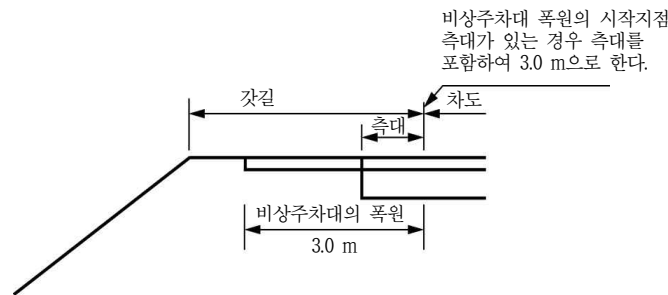 비상주차대 폭원의 시작지점
측대가 있는 경우 측대를
포함하여 3.0 m으로 한다.
갓길
차도
측대
비상주차대의 폭원
3.0 m